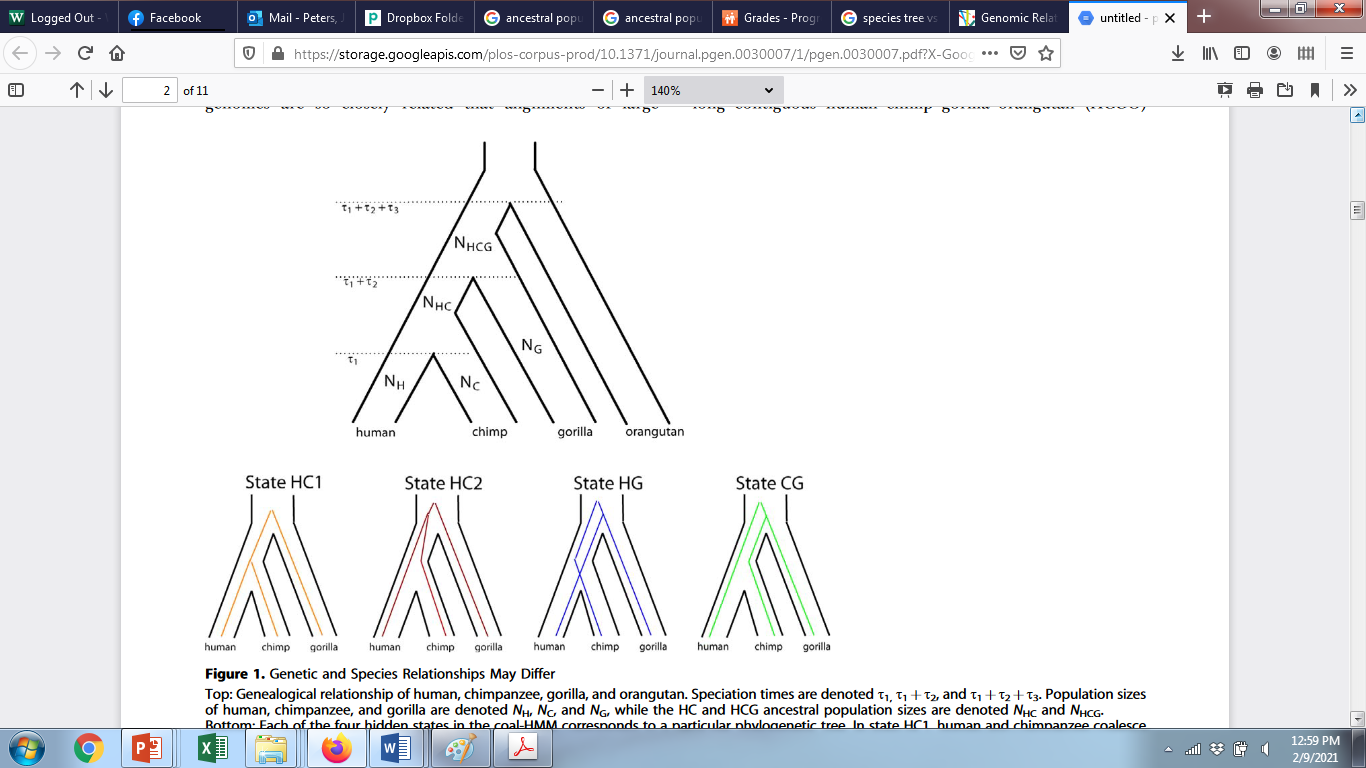 Logged Out -
Facebook
Mail - Peters,
Dropbox Folde
ancestral popu
ancestral popu
Grades - Progr
species tree vs
Genomic Relat
untitled - p
https://storage.googleapis.com/plos-corpus-prod/10.1371/journal.pgen.0030007/1/pgen.0030007.pdf?X-Goog
2 of 11
140%
τ1+τ2+τ3
NHCG
τ1+τ2
NHC
NG
τ1
NH
NC
human chimp gorilla orangutan
State HC1 State HC2 State HG State CG
human chimp gorilla human chimp gorilla human chimp gorilla human chimp gorilla
Figure 1. Genetic and Species Relationships May Differ
Top: Genealogical relationship of human, chimpanzee, gorilla, and orangutan. Speciation times are denoted τ1, τ1 + τ2, and τ1 + τ2 + τ3. Population sizes
of human, chimpanzee, and gorilla are denoted NH, NC, and NG, while the HC and HCG ancestral population sizes are denoted NHC and NHCG.
Bottom: Each of the four hidden states in the coal-HMM corresponds to a particular phylogenetic tree. In state HC1, human and chimpanzee coalesce
12:59 PM
2/9/2021